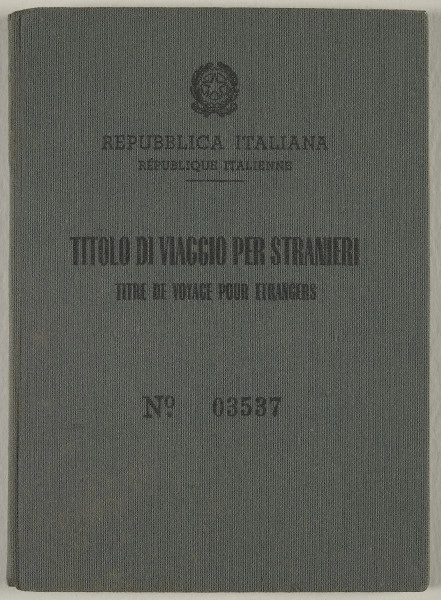 REPUBBLICA ITALIANA
RÉPUBLIQUE ITALIENNE
TITOLO DI VIAGGIO PER STRANIERI
TITRE DE VOYAGE POUR ETRANGERS
Nº 03537